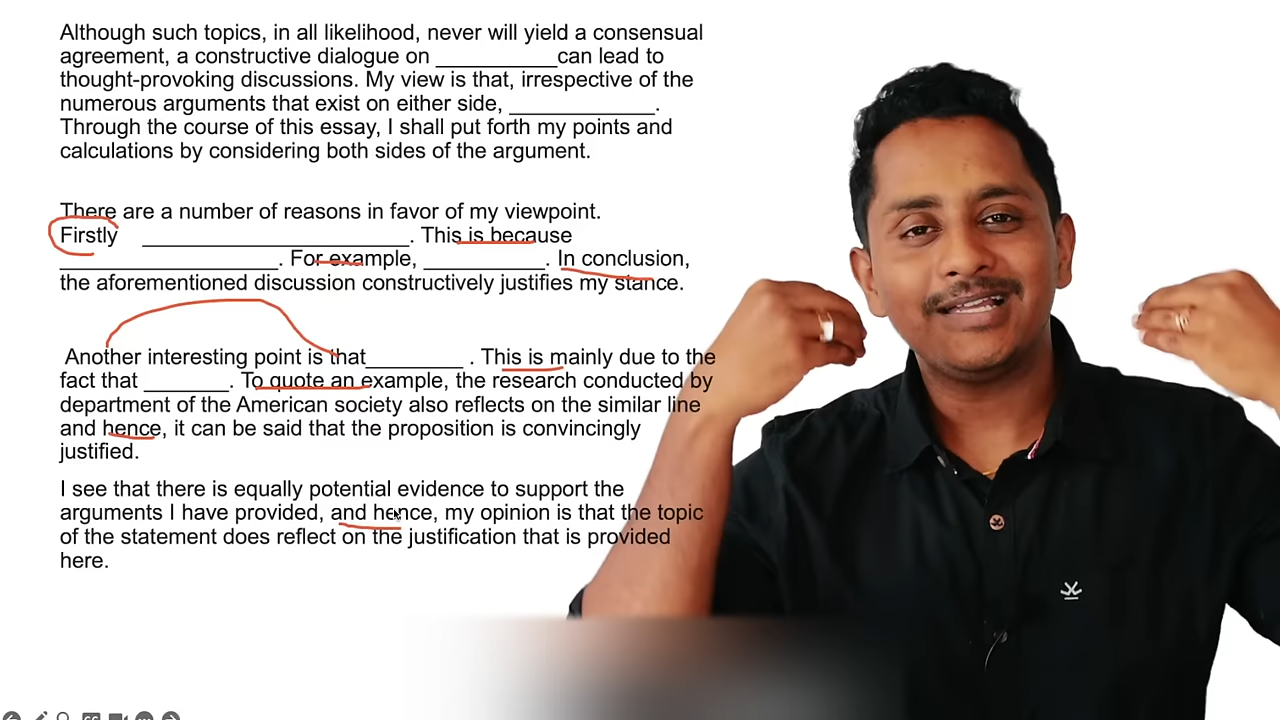 Although such topics, in all likelihood, never will yield a consensual
agreement, a constructive dialogue on __________can lead to
thought-provoking discussions. My view is that, irrespective of the
numerous arguments that exist on either side, ____________.
Through the course of this essay, I shall put forth my points and
calculations by considering both sides of the argument.
There are a number of reasons in favor of my viewpoint.
Firstly ______________________. This is because
__________________. For example, __________. In conclusion,
the aforementioned discussion constructively justifies my stance.
Another interesting point is that________ . This is mainly due to the
fact that _______. To quote an example, the research conducted by
department of the American society also reflects on the similar line
and hence, it can be said that the proposition is convincingly
justified.
I see that there is equally potential evidence to support the
arguments I have provided, and hence, my opinion is that the topic
of the statement does reflect on the justification that is provided
here.